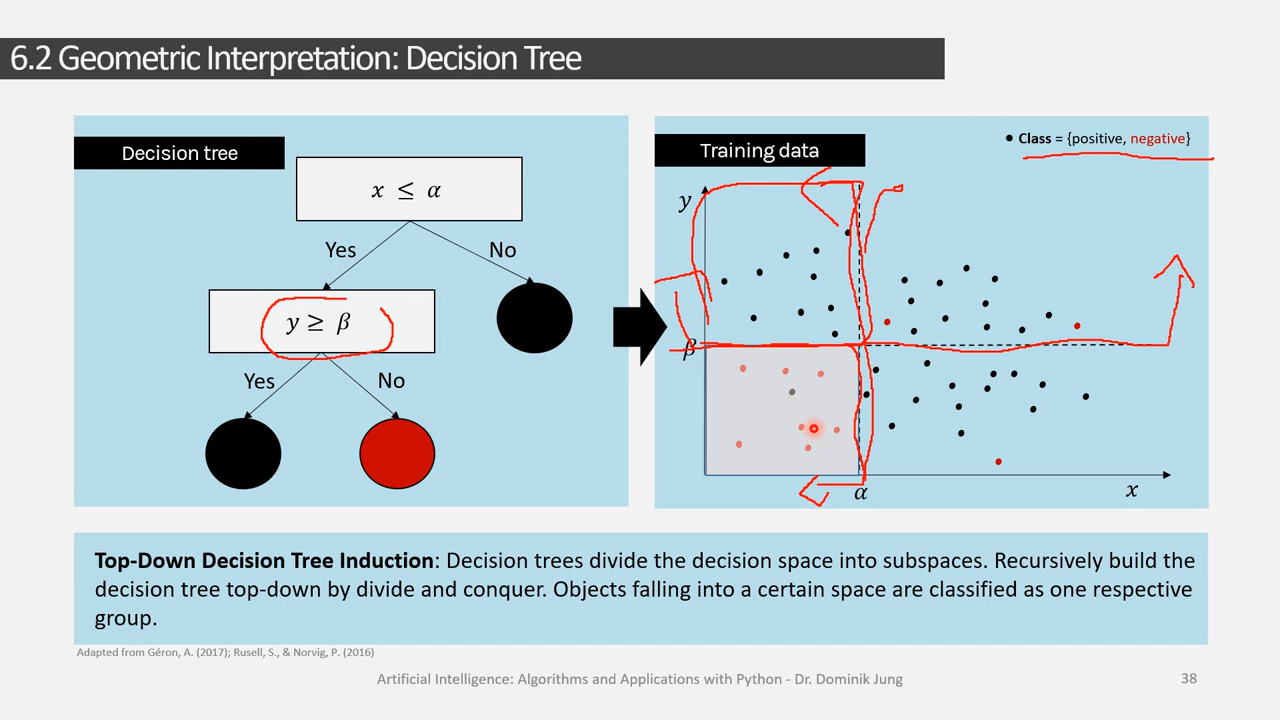 6.2 Geometric Interpretation: Decision Tree
Decision tree
x ≤ α
Yes
No
y ≥ β
Yes
No
Training data
● Class = {positive, negative}
y
β
α
x
Top-Down Decision Tree Induction: Decision trees divide the decision space into subspaces. Recursively build the
decision tree top-down by divide and conquer. Objects falling into a certain space are classified as one respective
group.
Adapted from Géron, A. (2017); Rusell, S., & Norvig, P. (2016)
Artificial Intelligence: Algorithms and Applications with Python - Dr. Dominik Jung
38